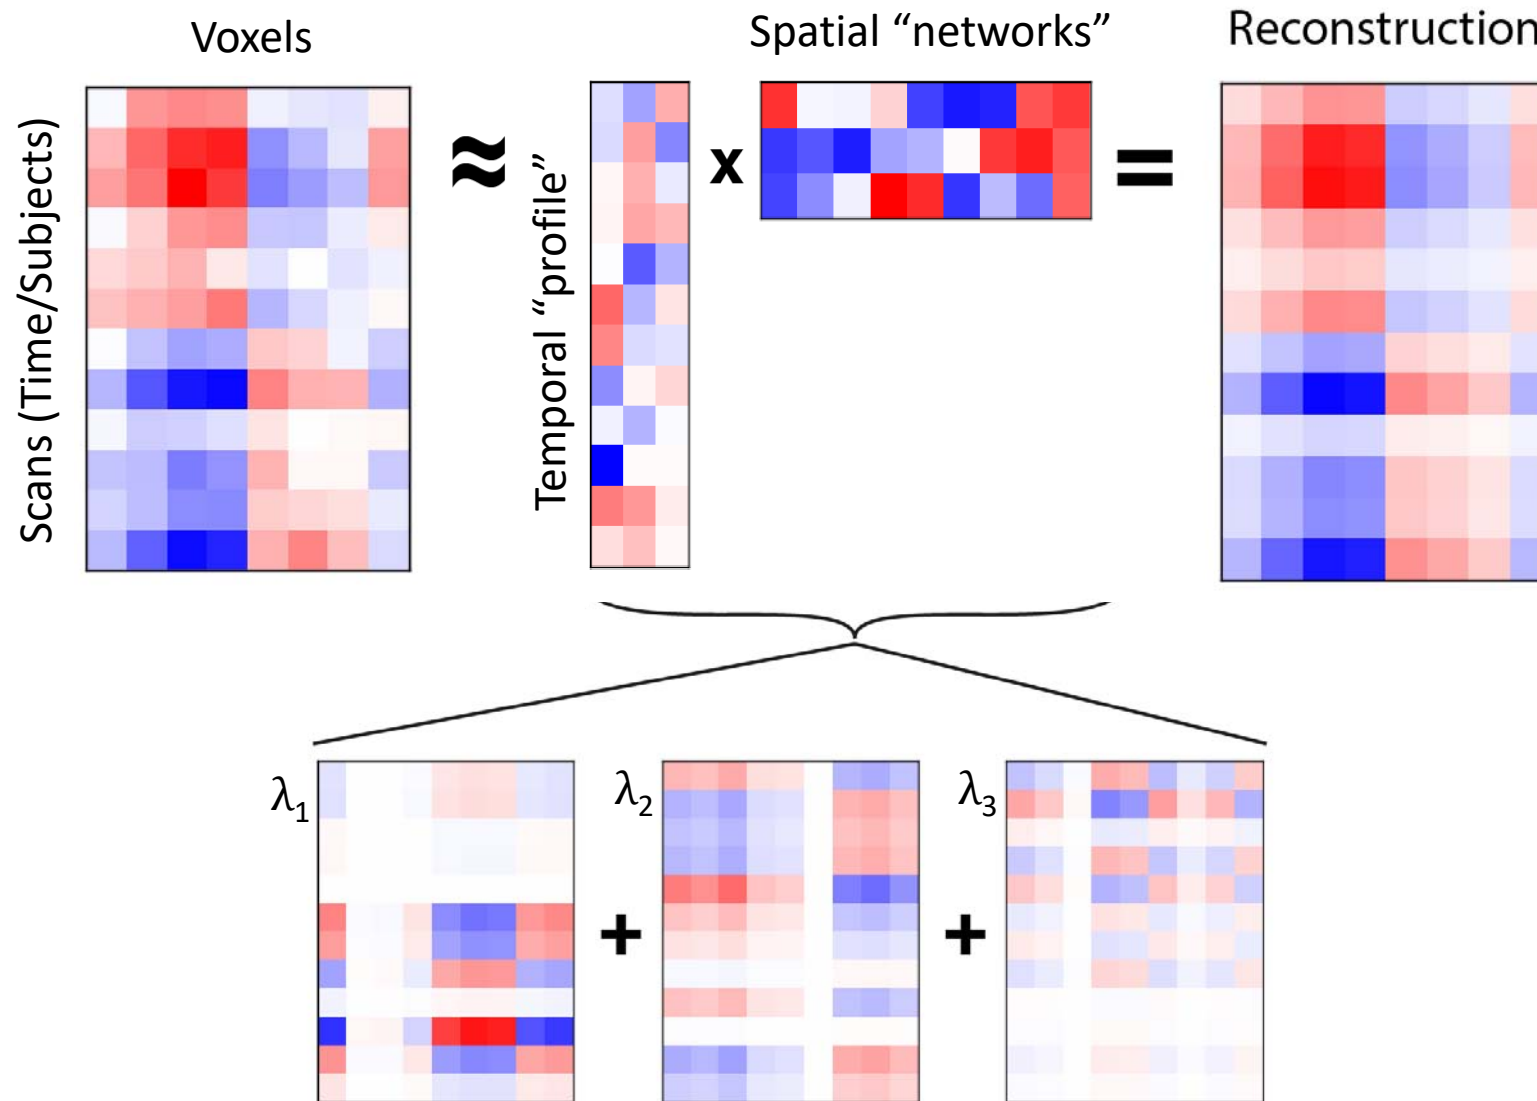 Voxels
Spatial “networks”
Reconstruction
Scans (Time/Subjects)
≈
Temporal “profile”
x
=
λ1
+
λ2
+
λ3